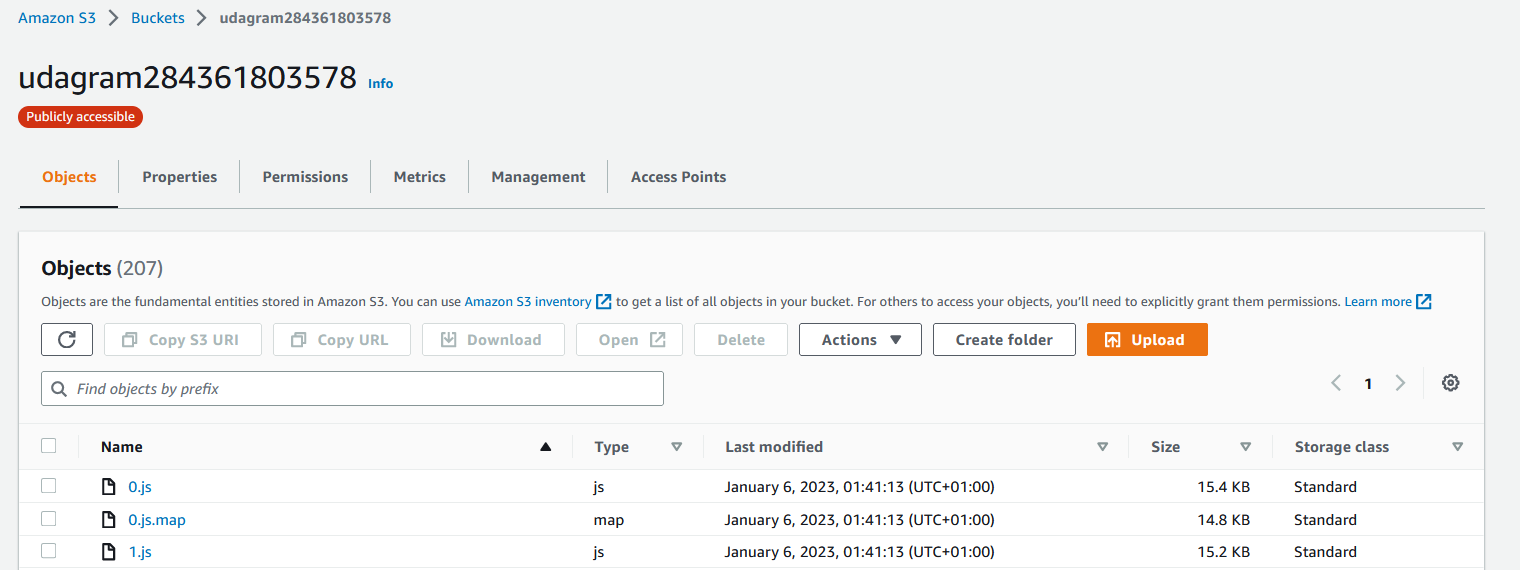 Amazon S3 > Buckets > udagram284361803578
udagram284361803578 Info
Publicly accessible
Objects Properties Permissions Metrics Management Access Points
Objects (207)
Objects are the fundamental entities stored in Amazon S3. You can use Amazon S3 inventory to get a list of all objects in your bucket. For others to access your objects, you'll need to explicitly grant them permissions. Learn more
Copy S3 URI Copy URL Download Open Delete Actions Create folder Upload
Find objects by prefix
< 1 >
Name Type Last modified Size Storage class
0.js js January 6, 2023, 01:41:13 (UTC+01:00) 15.4 KB Standard
0.js.map map January 6, 2023, 01:41:13 (UTC+01:00) 14.8 KB Standard
1.js js January 6, 2023, 01:41:13 (UTC+01:00) 15.2 KB Standard